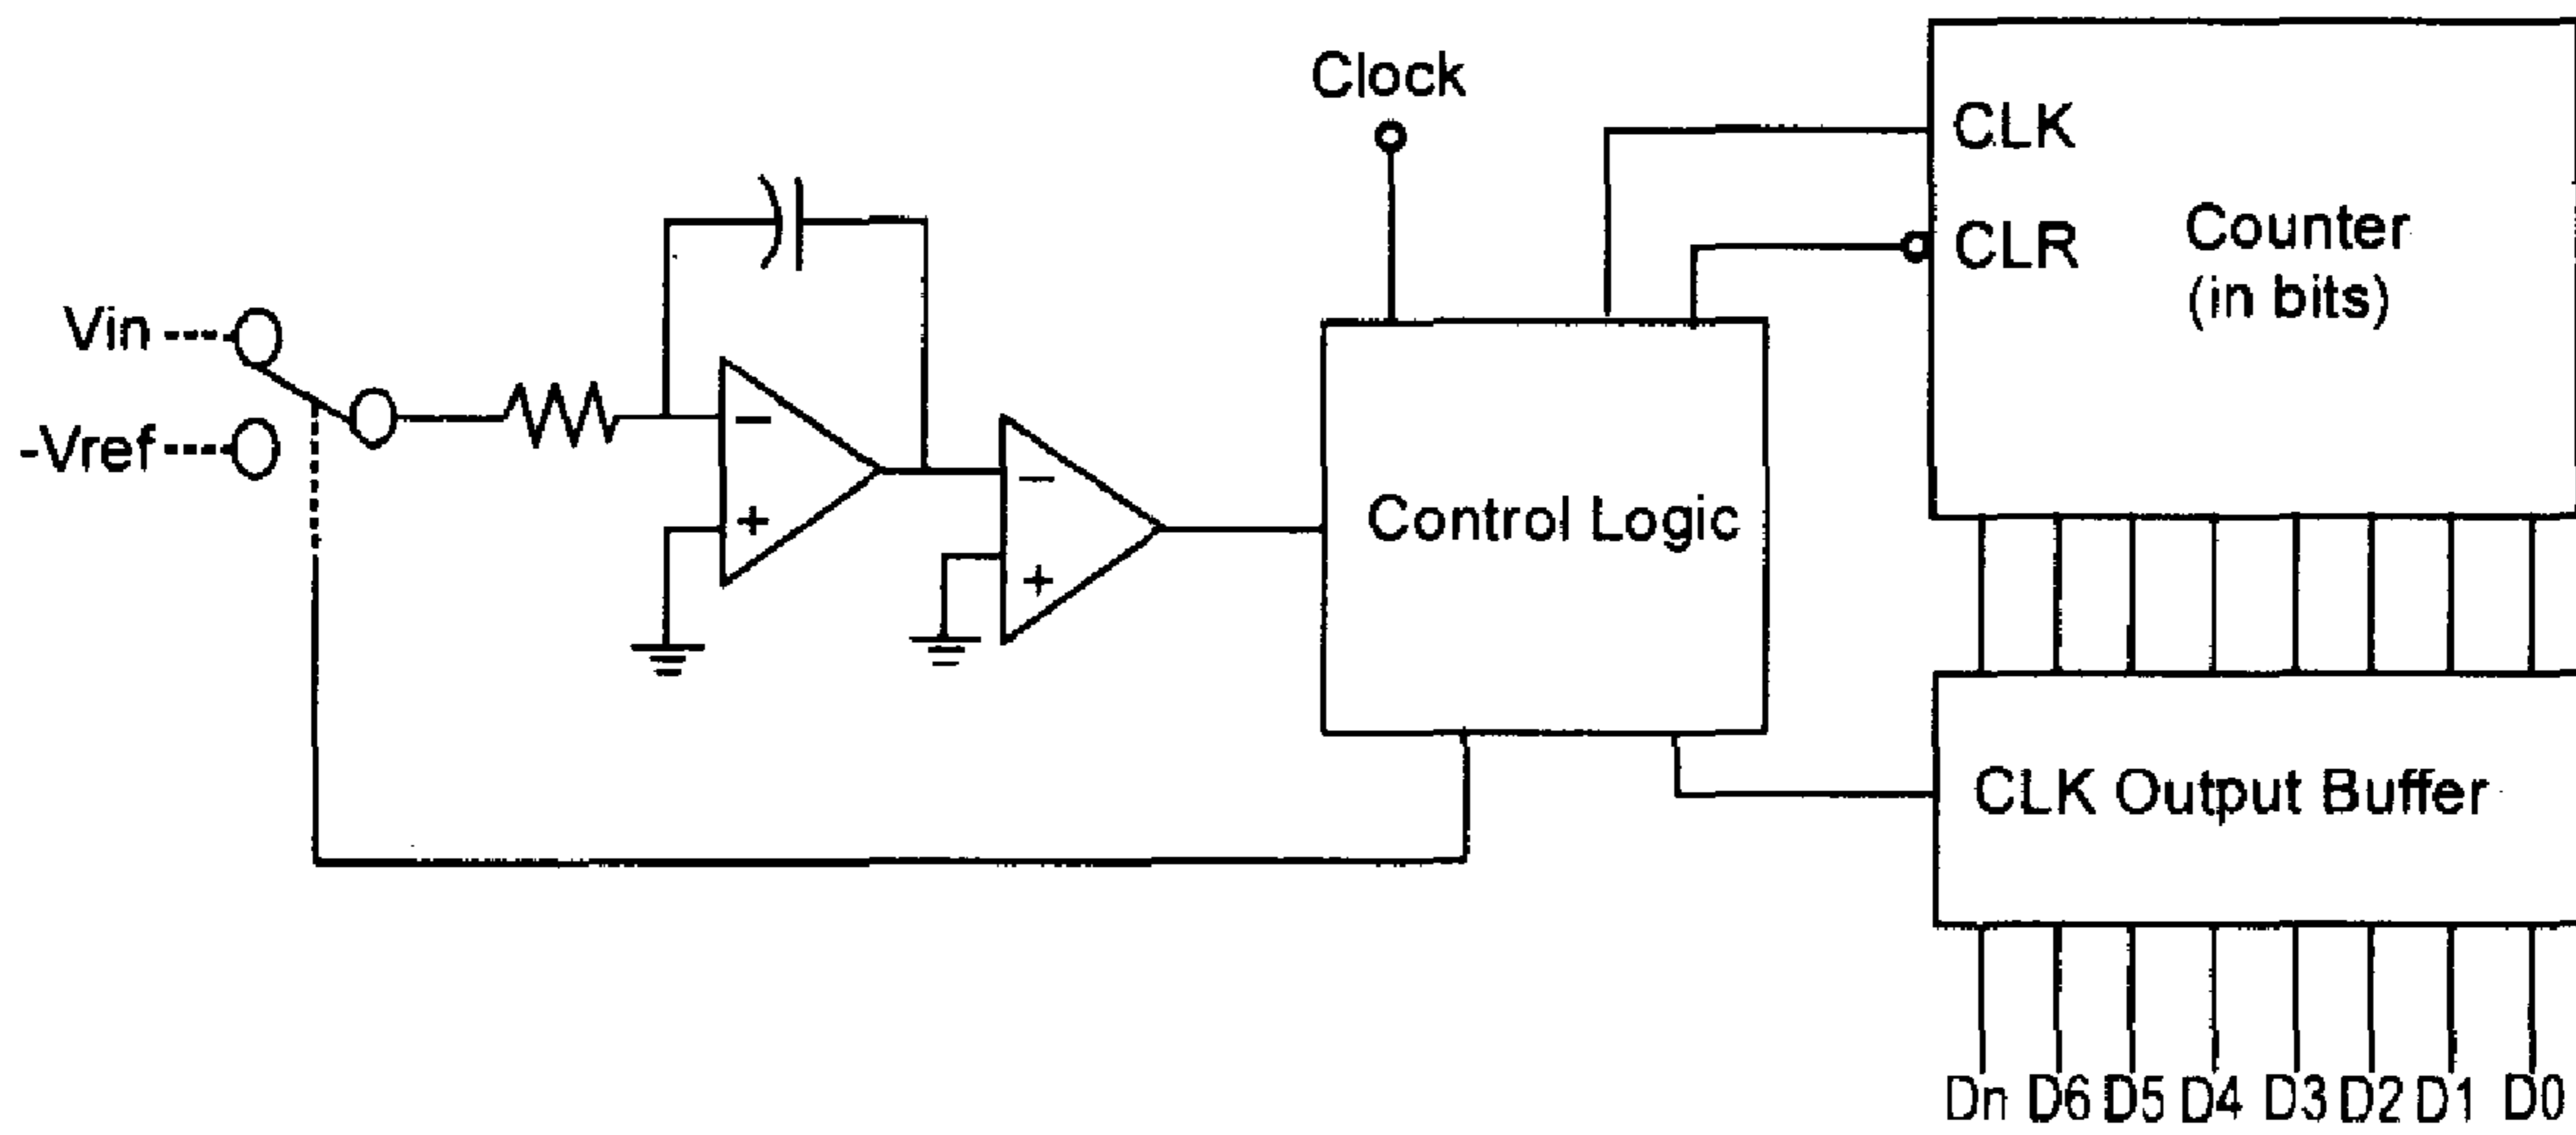 Clock
CLK
CLR
Counter
(in bits)
Vin
-Vref
−
+
−
+
Control Logic
CLK Output Buffer
Dn D6 D5 D4 D3 D2 D1 D0